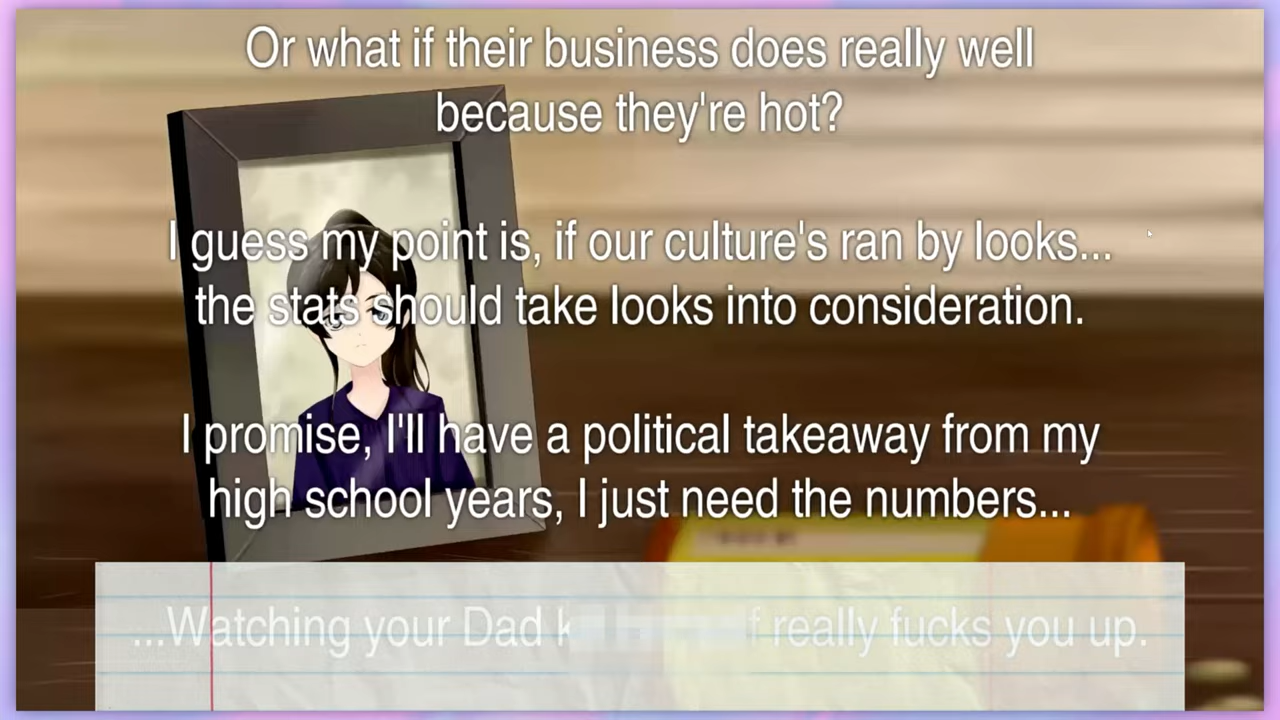 Or what if their business does really well
because they're hot?
I guess my point is, if our culture's ran by looks...
the stats should take looks into consideration.
I promise, I'll have a political takeaway from my
high school years, I just need the numbers...
...Watching your Dad k f really fucks you up.